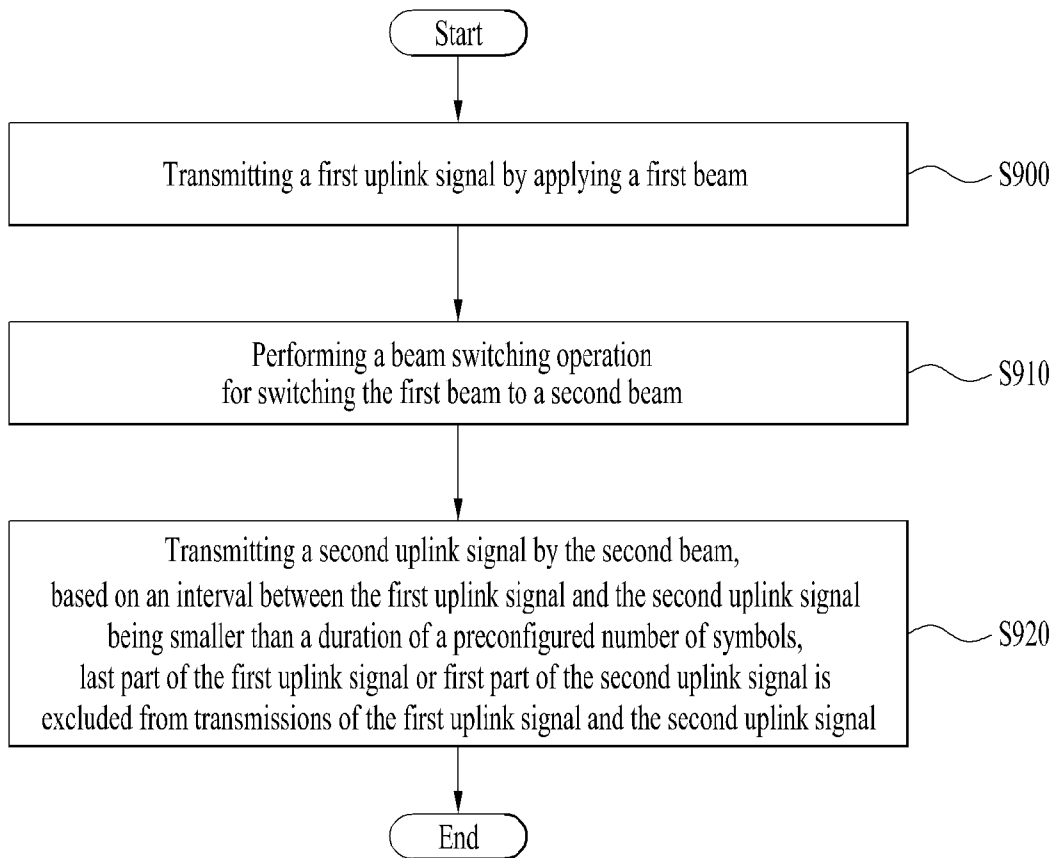 Start
Transmitting a first uplink signal by applying a first beam
S900
Performing a beam switching operation
for switching the first beam to a second beam
S910
Transmitting a second uplink signal by the second beam,
based on an interval between the first uplink signal and the second uplink signal
being smaller than a duration of a preconfigured number of symbols,
last part of the first uplink signal or first part of the second uplink signal is
excluded from transmissions of the first uplink signal and the second uplink signal
S920
End